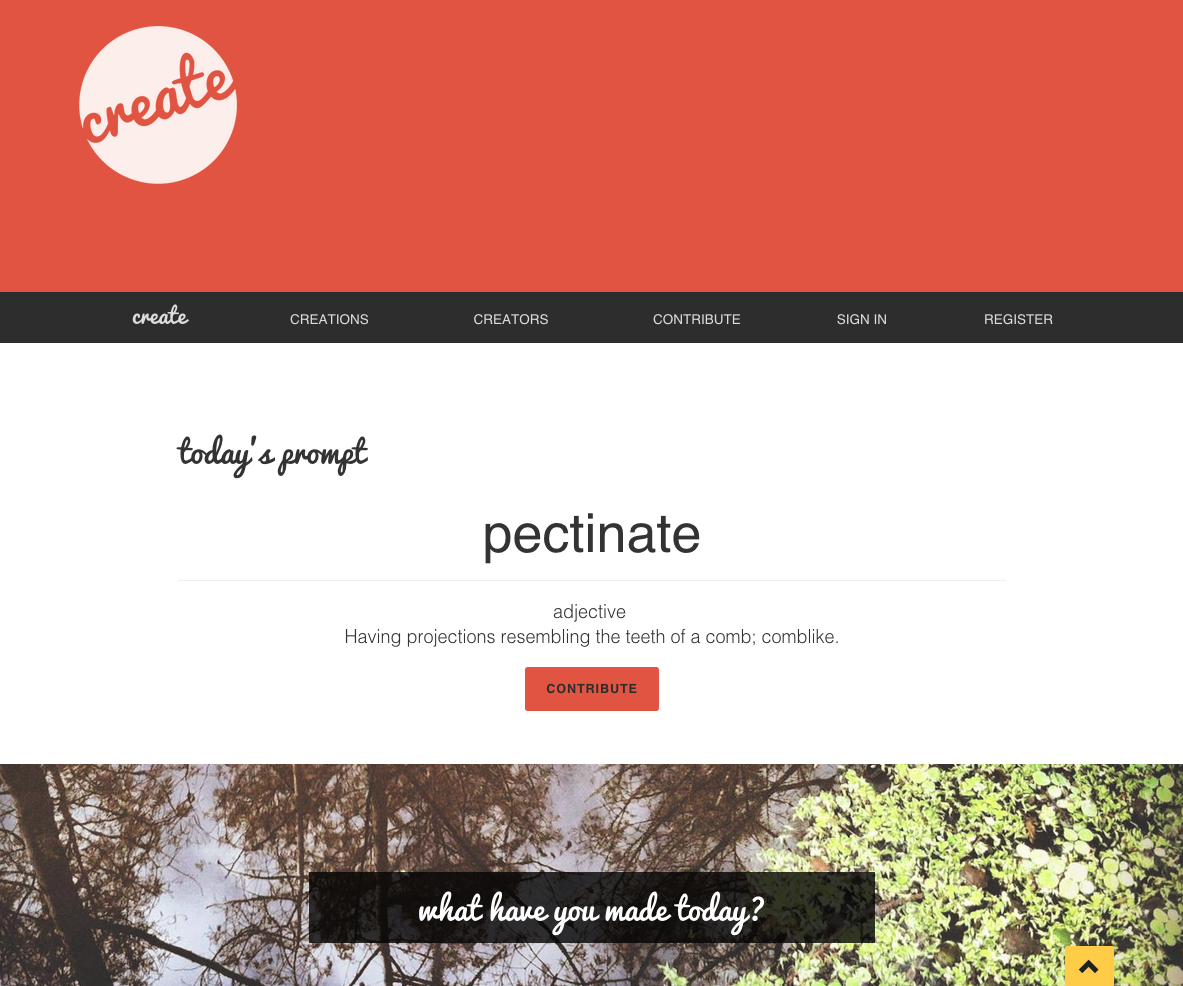 create
create
CREATIONS
CREATORS
CONTRIBUTE
SIGN IN
REGISTER
today's prompt
pectinate
adjective
Having projections resembling the teeth of a comb; comblike.
CONTRIBUTE
what have you made today?